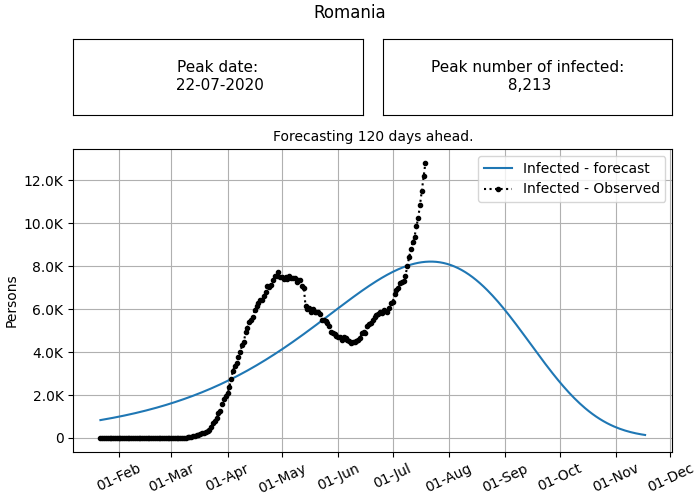 Romania
Peak date:
22-07-2020
Peak number of infected:
8,213
Forecasting 120 days ahead.
Infected - forecast
Infected - Observed
Persons
12.0K
10.0K
8.0K
6.0K
4.0K
2.0K
0
01-Feb
01-Mar
01-Apr
01-May
01-Jun
01-Jul
01-Aug
01-Sep
01-Oct
01-Nov
01-Dec